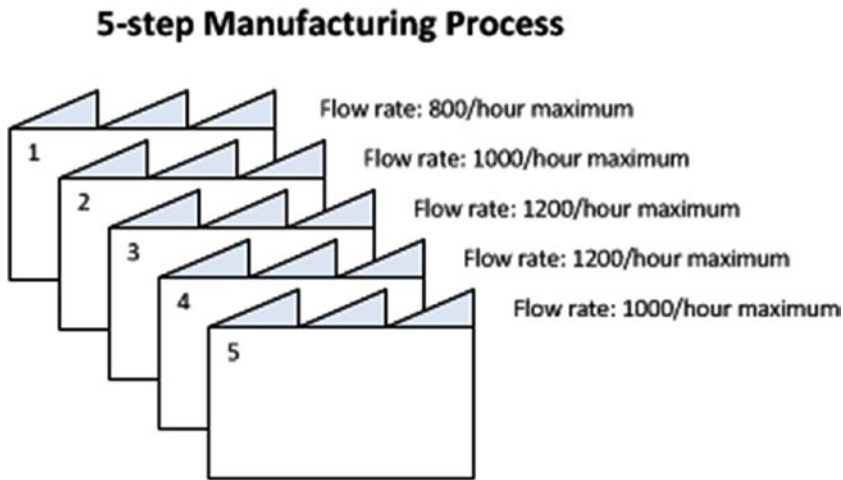 5-step Manufacturing Process
Flow rate: 800/hour maximum
1
Flow rate: 1000/hour maximum
2
Flow rate: 1200/hour maximum
3
Flow rate: 1200/hour maximum
4
Flow rate: 1000/hour maximum
5